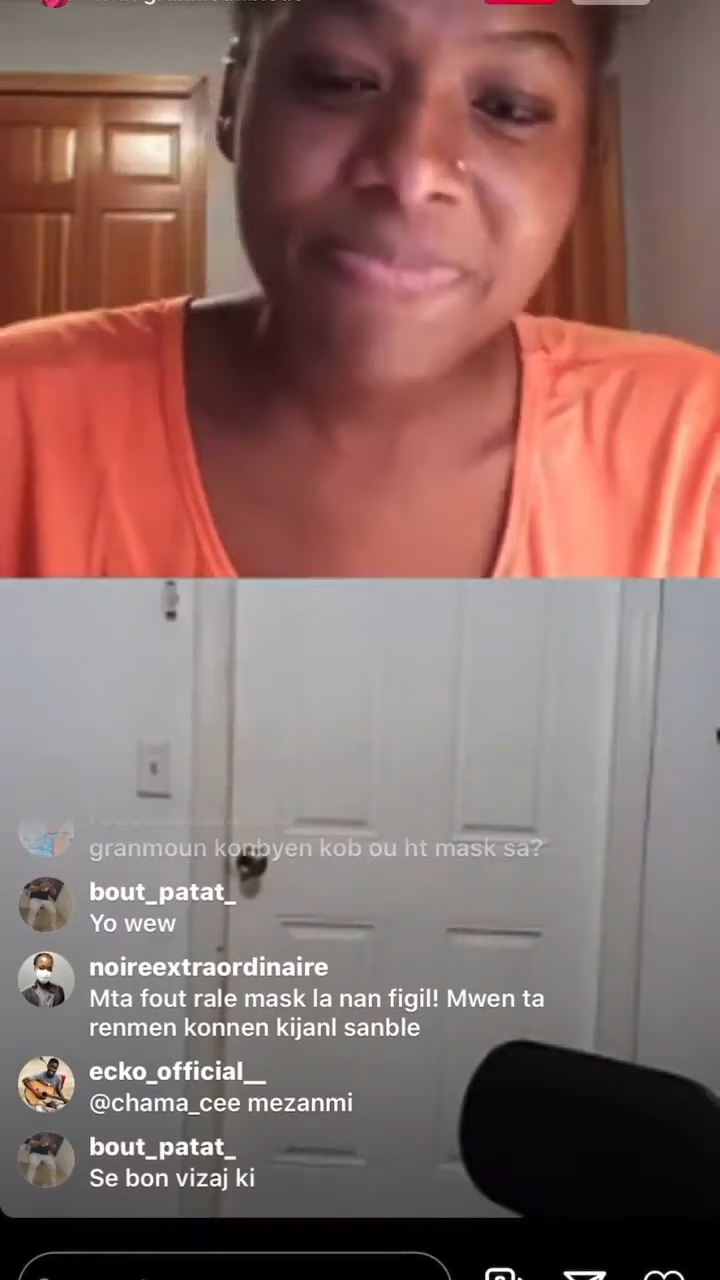 granmoun konbyen kob ou ht mask sa?
bout_patat_
Yo wew
noireextraordinaire
Mta fout rale mask la nan figil! Mwen ta
renmen konnen kijanl sanble
ecko_official__
@chama_cee mezanmi
bout_patat_
Se bon vizaj ki